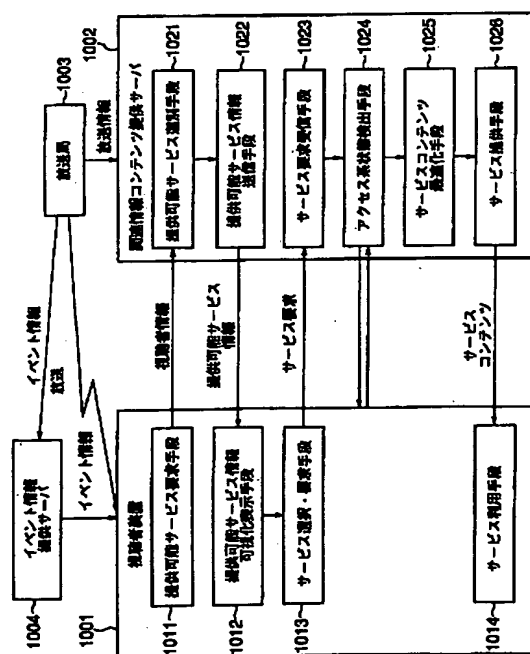 1003
放送局
放送情報
1002
関連情報コンテンツ提供サーバ
提供可能サービス選別手段
1021
提供可能サービス情報
送信手段
1022
サービス要求受信手段
1023
アクセス系状態検出手段
1024
サービスコンテンツ
最適化手段
1025
サービス提供手段
1026
イベント情報
放送
イベント情報
視聴者情報
提供可能サービス
情報
サービス要求
サービス
コンテンツ
イベント情報
提供サーバ
1004
1001
視聴者装置
提供可能サービス要求手段
1011
提供可能サービス情報
可視化表示手段
1012
サービス選択・要求手段
1013
サービス利用手段
1014